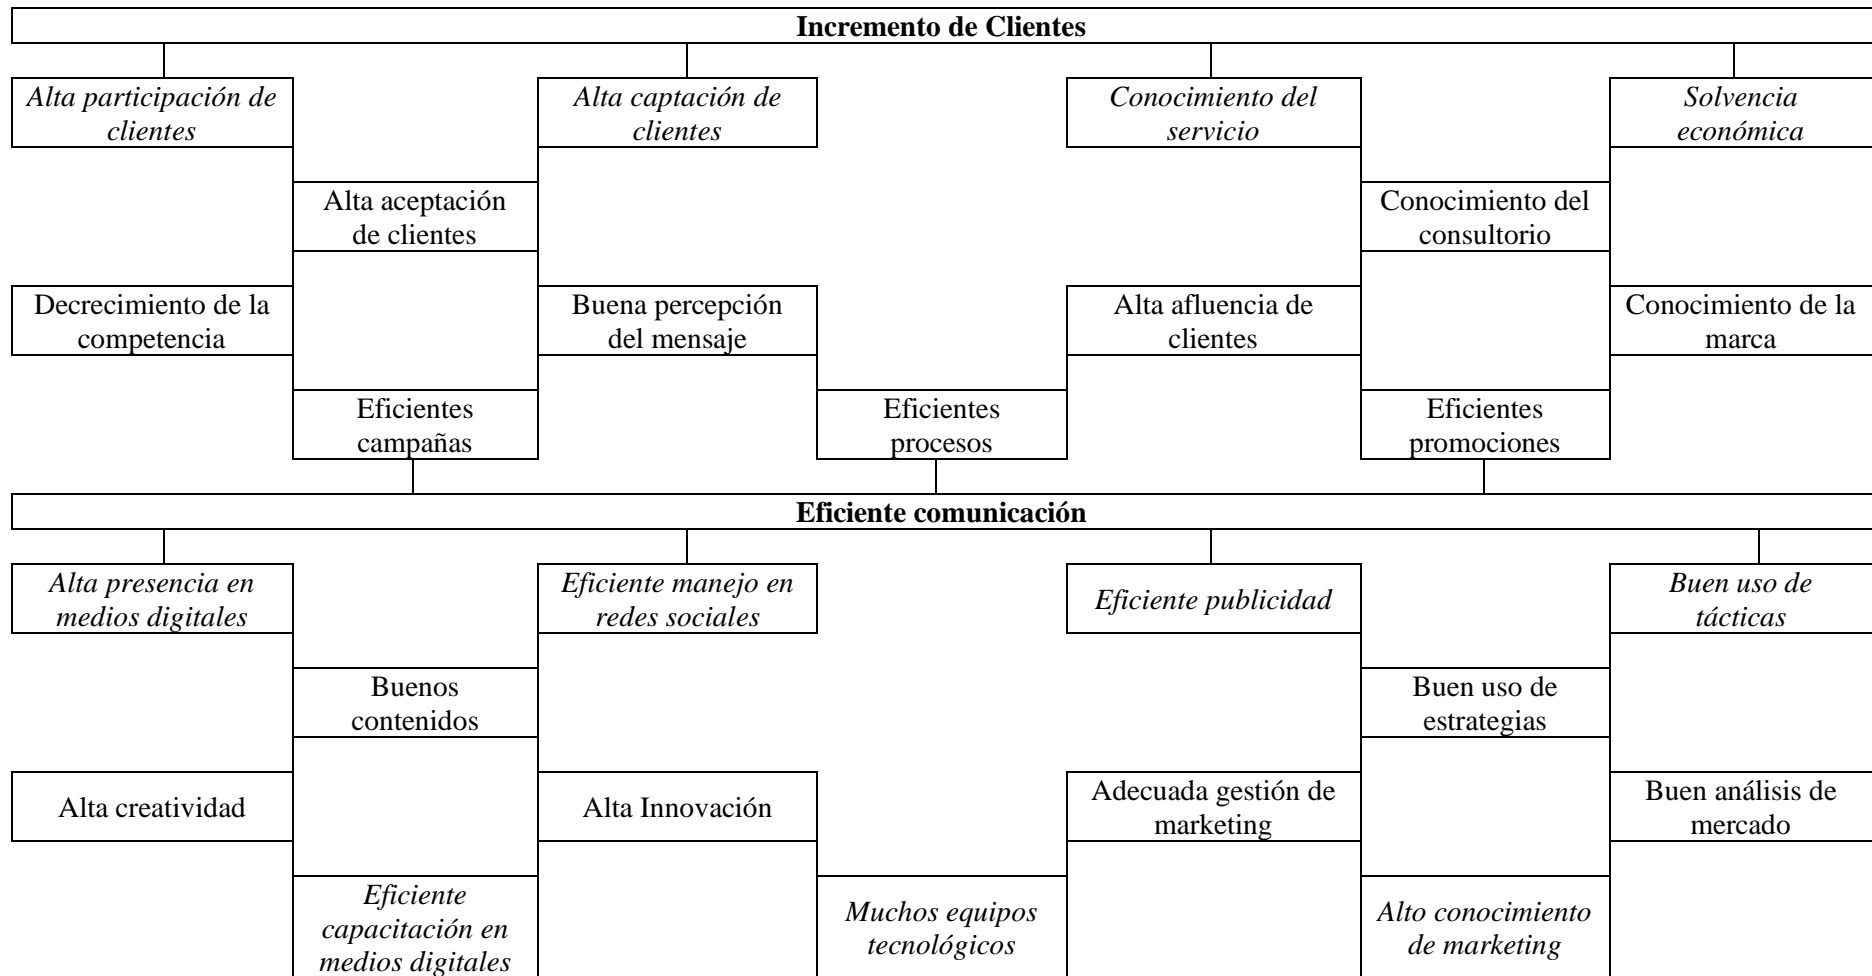 Incremento de Clientes
Alta participación de
clientes
Alta captación de
clientes
Conocimiento del
servicio
Solvencia
económica
Alta aceptación
de clientes
Conocimiento del
consultorio
Decrecimiento de la
competencia
Buena percepción
del mensaje
Alta afluencia de
clientes
Conocimiento de la
marca
Eficientes
campañas
Eficientes
procesos
Eficientes
promociones
Eficiente comunicación
Alta presencia en
medios digitales
Eficiente manejo en
redes sociales
Eficiente publicidad
Buen uso de
tácticas
Buenos
contenidos
Buen uso de
estrategias
Alta creatividad
Alta Innovación
Adecuada gestión de
marketing
Buen análisis de
mercado
Eficiente
capacitación en
medios digitales
Muchos equipos
tecnológicos
Alto conocimiento
de marketing